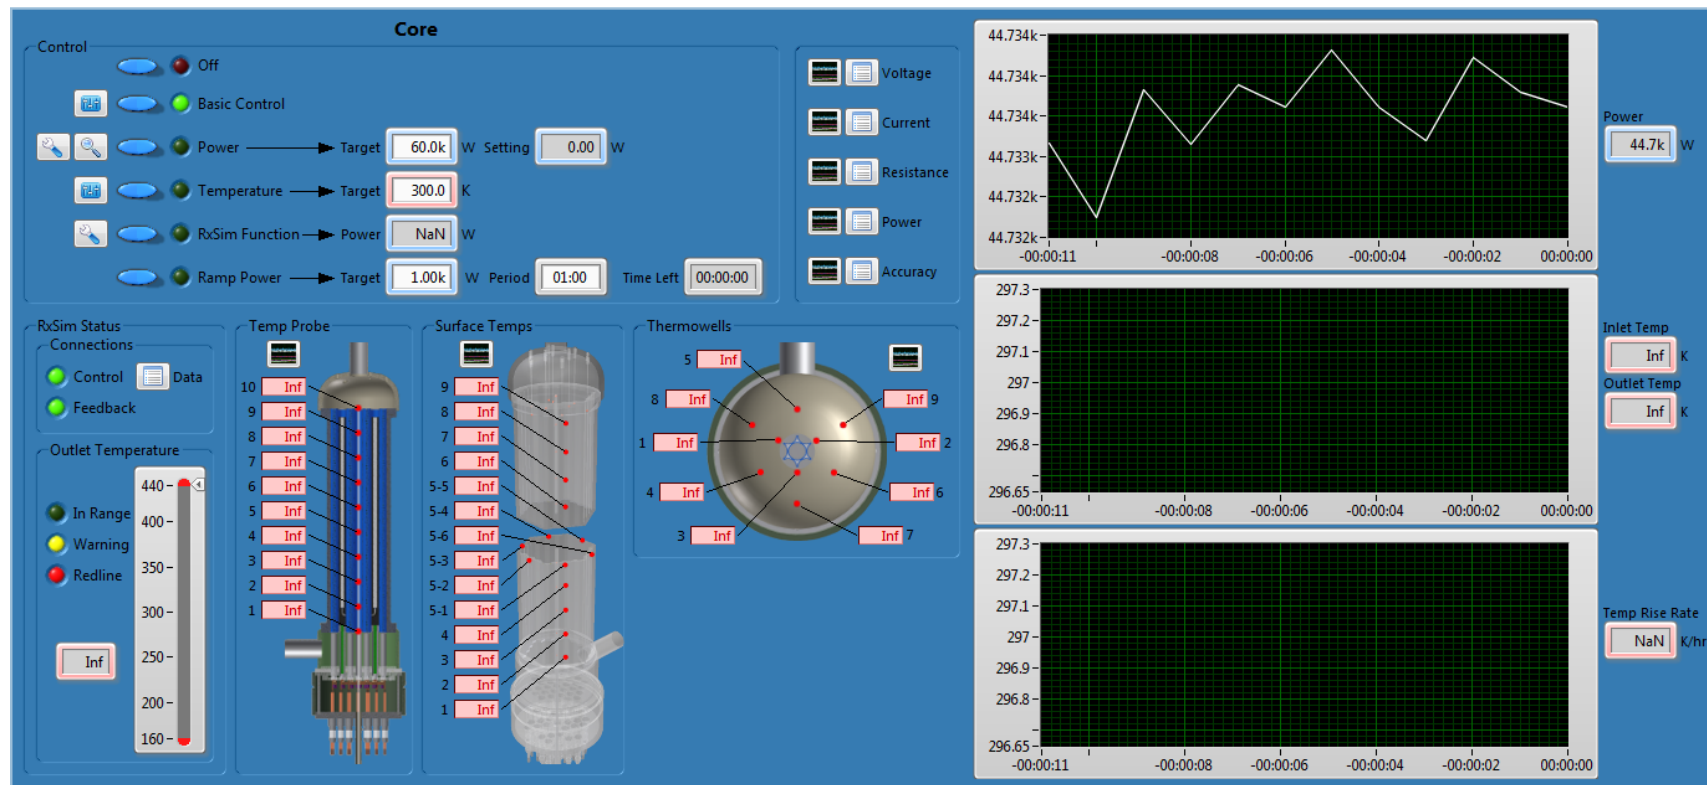 Core
Control
Off
Basic Control
Power Target 60.0k W Setting 0.00 W
Temperature Target 300.0 K
RxSim Function Power NaN W
Ramp Power Target 1.00k W Period 01:00 Time Left 00:00:00
Voltage
Current
Resistance
Power
Accuracy
44.734k
44.734k
44.734k
44.733k
44.732k
44.732k
-00:00:11 -00:00:08 -00:00:06 -00:00:04 -00:00:02 00:00:00
Power
44.7k W
RxSim Status
Connections
Control Data
Feedback
Outlet Temperature
In Range
Warning
Redline
Inf
440
400
350
300
250
200
160
Temp Probe
10 Inf
9 Inf
8 Inf
7 Inf
6 Inf
5 Inf
4 Inf
3 Inf
2 Inf
1 Inf
Surface Temps
9 Inf
8 Inf
7 Inf
6 Inf
5-5 Inf
5-4 Inf
5-6 Inf
5-3 Inf
5-2 Inf
5-1 Inf
4 Inf
3 Inf
2 Inf
1 Inf
Thermowells
5 Inf
8 Inf
Inf 9
1 Inf
Inf 2
4 Inf
Inf 6
3 Inf
Inf 7
297.3
297.2
297.1
297
296.9
296.8
296.65
-00:00:11 -00:00:08 -00:00:06 -00:00:04 -00:00:02 00:00:00
Inlet Temp
Inf K
Outlet Temp
Inf K
297.3
297.2
297.1
297
296.9
296.8
296.65
-00:00:11 -00:00:08 -00:00:06 -00:00:04 -00:00:02 00:00:00
Temp Rise Rate
NaN K/hr